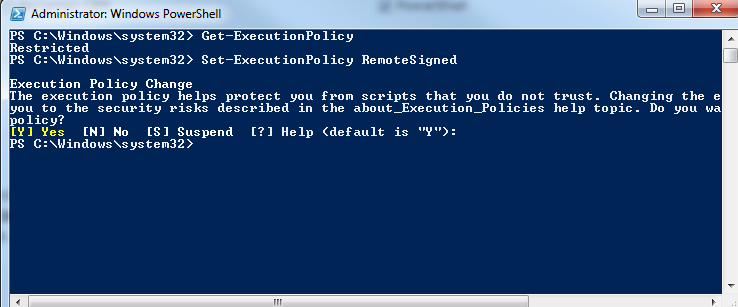 PowerShell
Administrator: Windows PowerShell
PS C:\Windows\system32> Get-ExecutionPolicy
Restricted
PS C:\Windows\system32> Set-ExecutionPolicy RemoteSigned
Execution Policy Change
The execution policy helps protect you from scripts that you do not trust. Changing the e
you to the security risks described in the about_Execution_Policies help topic. Do you wa
policy?
[Y] Yes  [N] No  [S] Suspend  [?] Help (default is "Y"):
PS C:\Windows\system32>